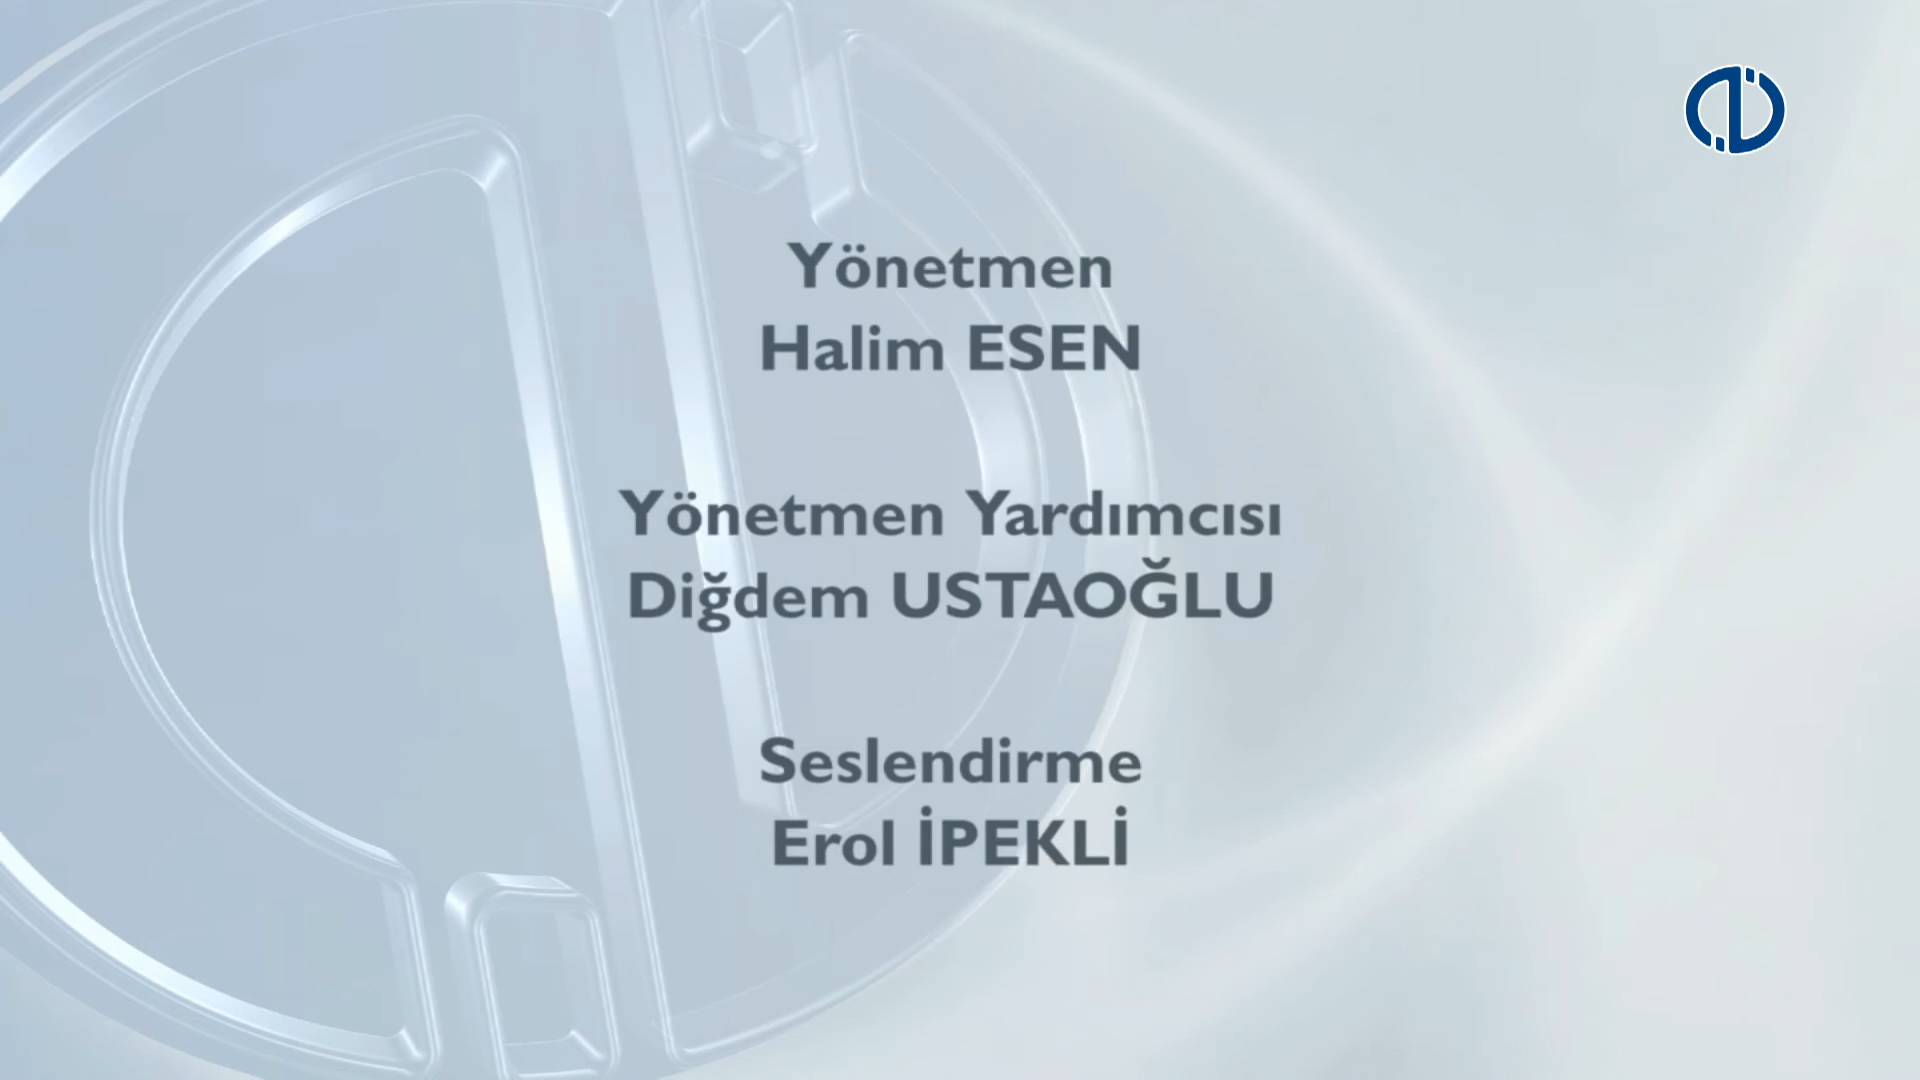 Yönetmen
Halim ESEN
Yönetmen Yardımcısı
Diğdem USTAOĞLU
Seslendirme
Erol İPEKLİ